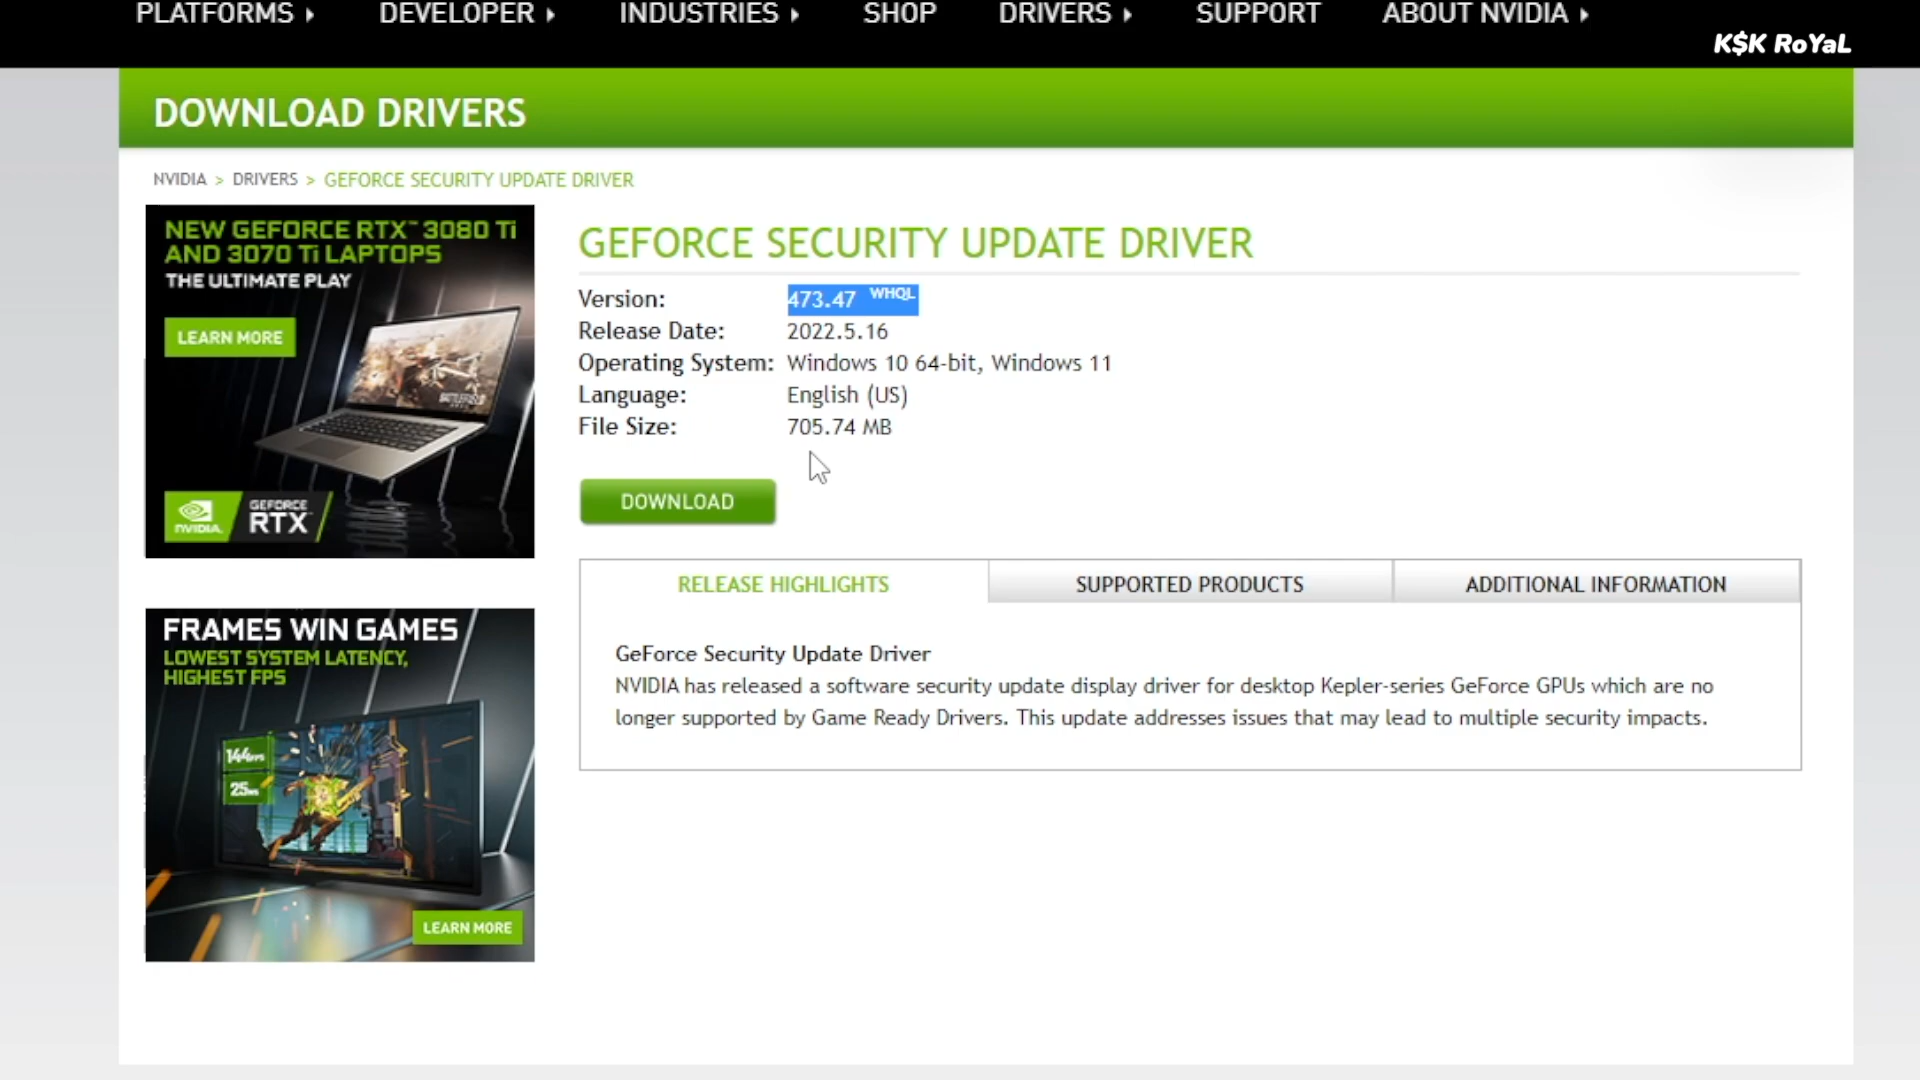 PLATFORMS DEVELOPER INDUSTRIES SHOP DRIVERS SUPPORT ABOUT NVIDIA
K$K RoYaL
DOWNLOAD DRIVERS
NVIDIA > DRIVERS > GEFORCE SECURITY UPDATE DRIVER
NEW GEFORCE RTX™ 3080 Ti
AND 3070 Ti LAPTOPS
THE ULTIMATE PLAY
LEARN MORE
BATTLEFIELD
NVIDIA.
GEFORCE
RTX
GEFORCE SECURITY UPDATE DRIVER
Version: 473.47 WHQL
Release Date: 2022.5.16
Operating System: Windows 10 64-bit, Windows 11
Language: English (US)
File Size: 705.74 MB
DOWNLOAD
RELEASE HIGHLIGHTS SUPPORTED PRODUCTS ADDITIONAL INFORMATION
GeForce Security Update Driver
NVIDIA has released a software security update display driver for desktop Kepler-series GeForce GPUs which are no
longer supported by Game Ready Drivers. This update addresses issues that may lead to multiple security impacts.
FRAMES WIN GAMES
LOWEST SYSTEM LATENCY,
HIGHEST FPS
144FPS
25ms
LEARN MORE